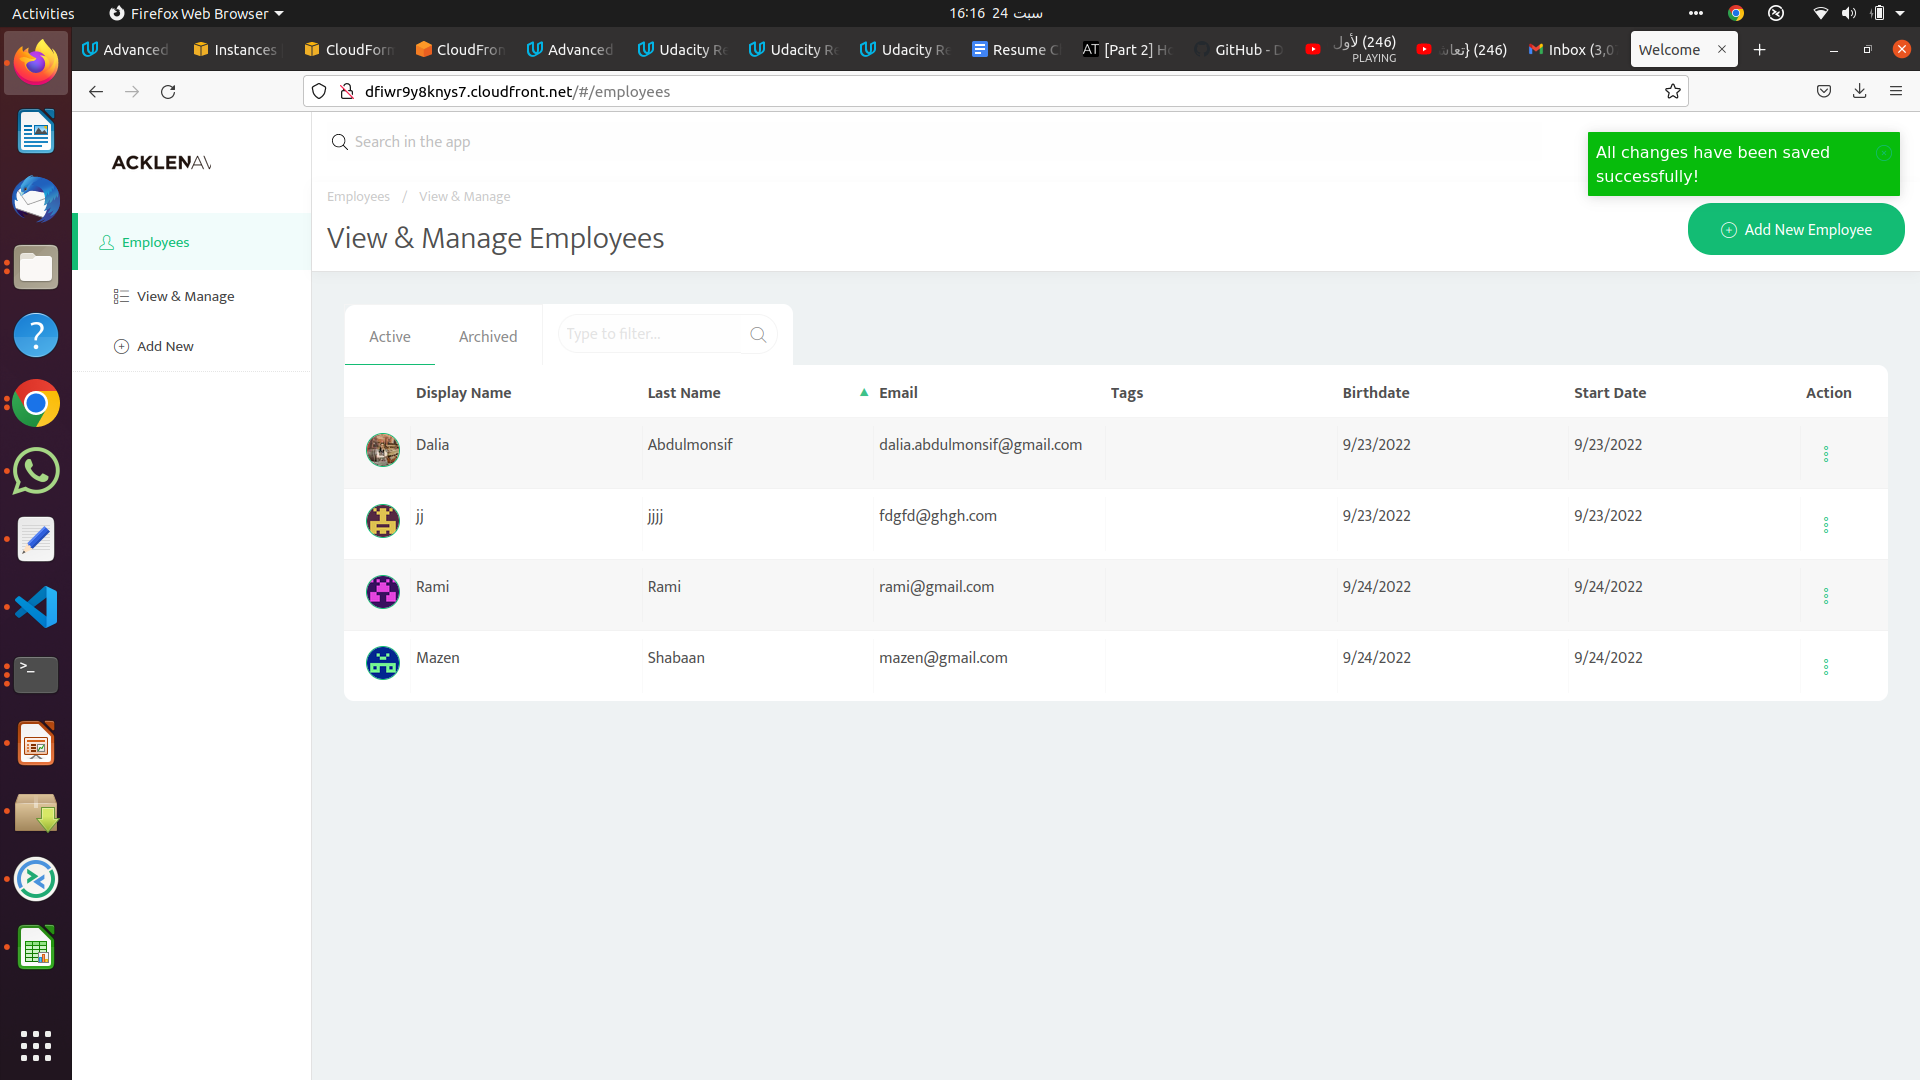 Activities
Firefox Web Browser
16:16 24 سبت
Advanced
Instances
CloudForm
CloudFron
Advanced
Udacity Re
Udacity Re
Udacity Re
Resume C
AT [Part 2] Ho
GitHub - D
(246) لأول
PLAYING
(246)
Inbox (3,0
Welcome
dfiwr9y8knys7.cloudfront.net/#/employees
ACKLENAV
Search in the app
All changes have been saved
successfully!
Employees / View & Manage
View & Manage Employees
Add New Employee
Employees
View & Manage
Add New
Active
Archived
Type to filter...
Display Name Last Name Email Tags Birthdate Start Date Action
Dalia Abdulmonsif dalia.abdulmonsif@gmail.com 9/23/2022 9/23/2022
jj jjjj fdgfd@ghgh.com 9/23/2022 9/23/2022
Rami Rami rami@gmail.com 9/24/2022 9/24/2022
Mazen Shabaan mazen@gmail.com 9/24/2022 9/24/2022